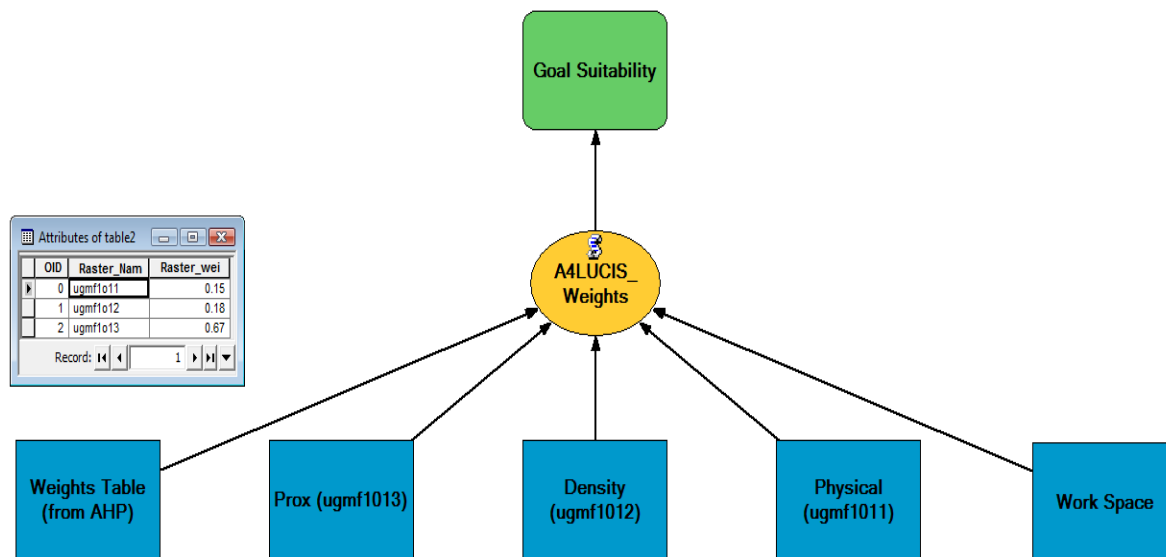 Goal Suitability
A4LUCIS_
Weights
Attributes of table2
OID Raster_Nam Raster_wei
0 ugmf1o11 0.15
1 ugmf1o12 0.18
2 ugmf1o13 0.67
Record: 1
Weights Table
(from AHP)
Prox (ugmf1013)
Density
(ugmf1012)
Physical
(ugmf1011)
Work Space